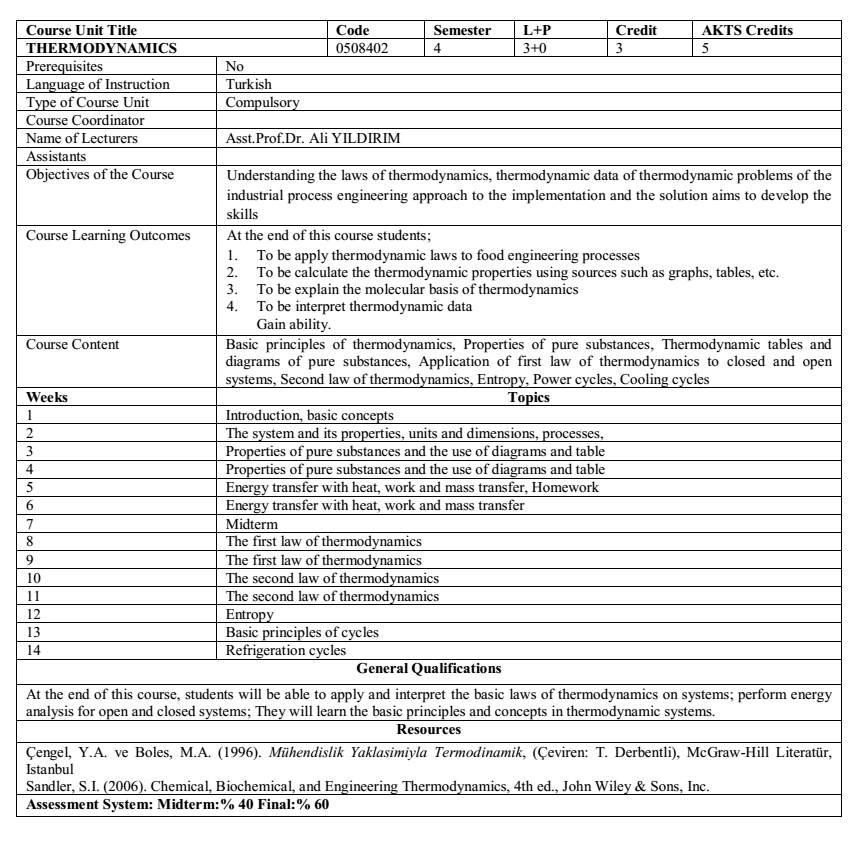 Course Unit Title Code Semester L+P Credit AKTS Credits
THERMODYNAMICS 0508402 4 3+0 3 5
Prerequisites No
Language of Instruction Turkish
Type of Course Unit Compulsory
Course Coordinator
Name of Lecturers Asst.Prof.Dr. Ali YILDIRIM
Assistants
Objectives of the Course Understanding the laws of thermodynamics, thermodynamic data of thermodynamic problems of the
industrial process engineering approach to the implementation and the solution aims to develop the
skills
Course Learning Outcomes At the end of this course students;
1. To be apply thermodynamic laws to food engineering processes
2. To be calculate the thermodynamic properties using sources such as graphs, tables, etc.
3. To be explain the molecular basis of thermodynamics
4. To be interpret thermodynamic data
Gain ability.
Course Content Basic principles of thermodynamics, Properties of pure substances, Thermodynamic tables and
diagrams of pure substances, Application of first law of thermodynamics to closed and open
systems, Second law of thermodynamics, Entropy, Power cycles, Cooling cycles
Weeks Topics
1 Introduction, basic concepts
2 The system and its properties, units and dimensions, processes,
3 Properties of pure substances and the use of diagrams and table
4 Properties of pure substances and the use of diagrams and table
5 Energy transfer with heat, work and mass transfer, Homework
6 Energy transfer with heat, work and mass transfer
7 Midterm
8 The first law of thermodynamics
9 The first law of thermodynamics
10 The second law of thermodynamics
11 The second law of thermodynamics
12 Entropy
13 Basic principles of cycles
14 Refrigeration cycles
General Qualifications
At the end of this course, students will be able to apply and interpret the basic laws of thermodynamics on systems; perform energy
analysis for open and closed systems; They will learn the basic principles and concepts in thermodynamic systems.
Resources
Çengel, Y.A. ve Boles, M.A. (1996). Mühendislik Yaklasimiyla Termodinamik, (Çeviren: T. Derbentli), McGraw-Hill Literatür,
Istanbul
Sandler, S.I. (2006). Chemical, Biochemical, and Engineering Thermodynamics, 4th ed., John Wiley & Sons, Inc.
Assessment System: Midterm:% 40 Final:% 60